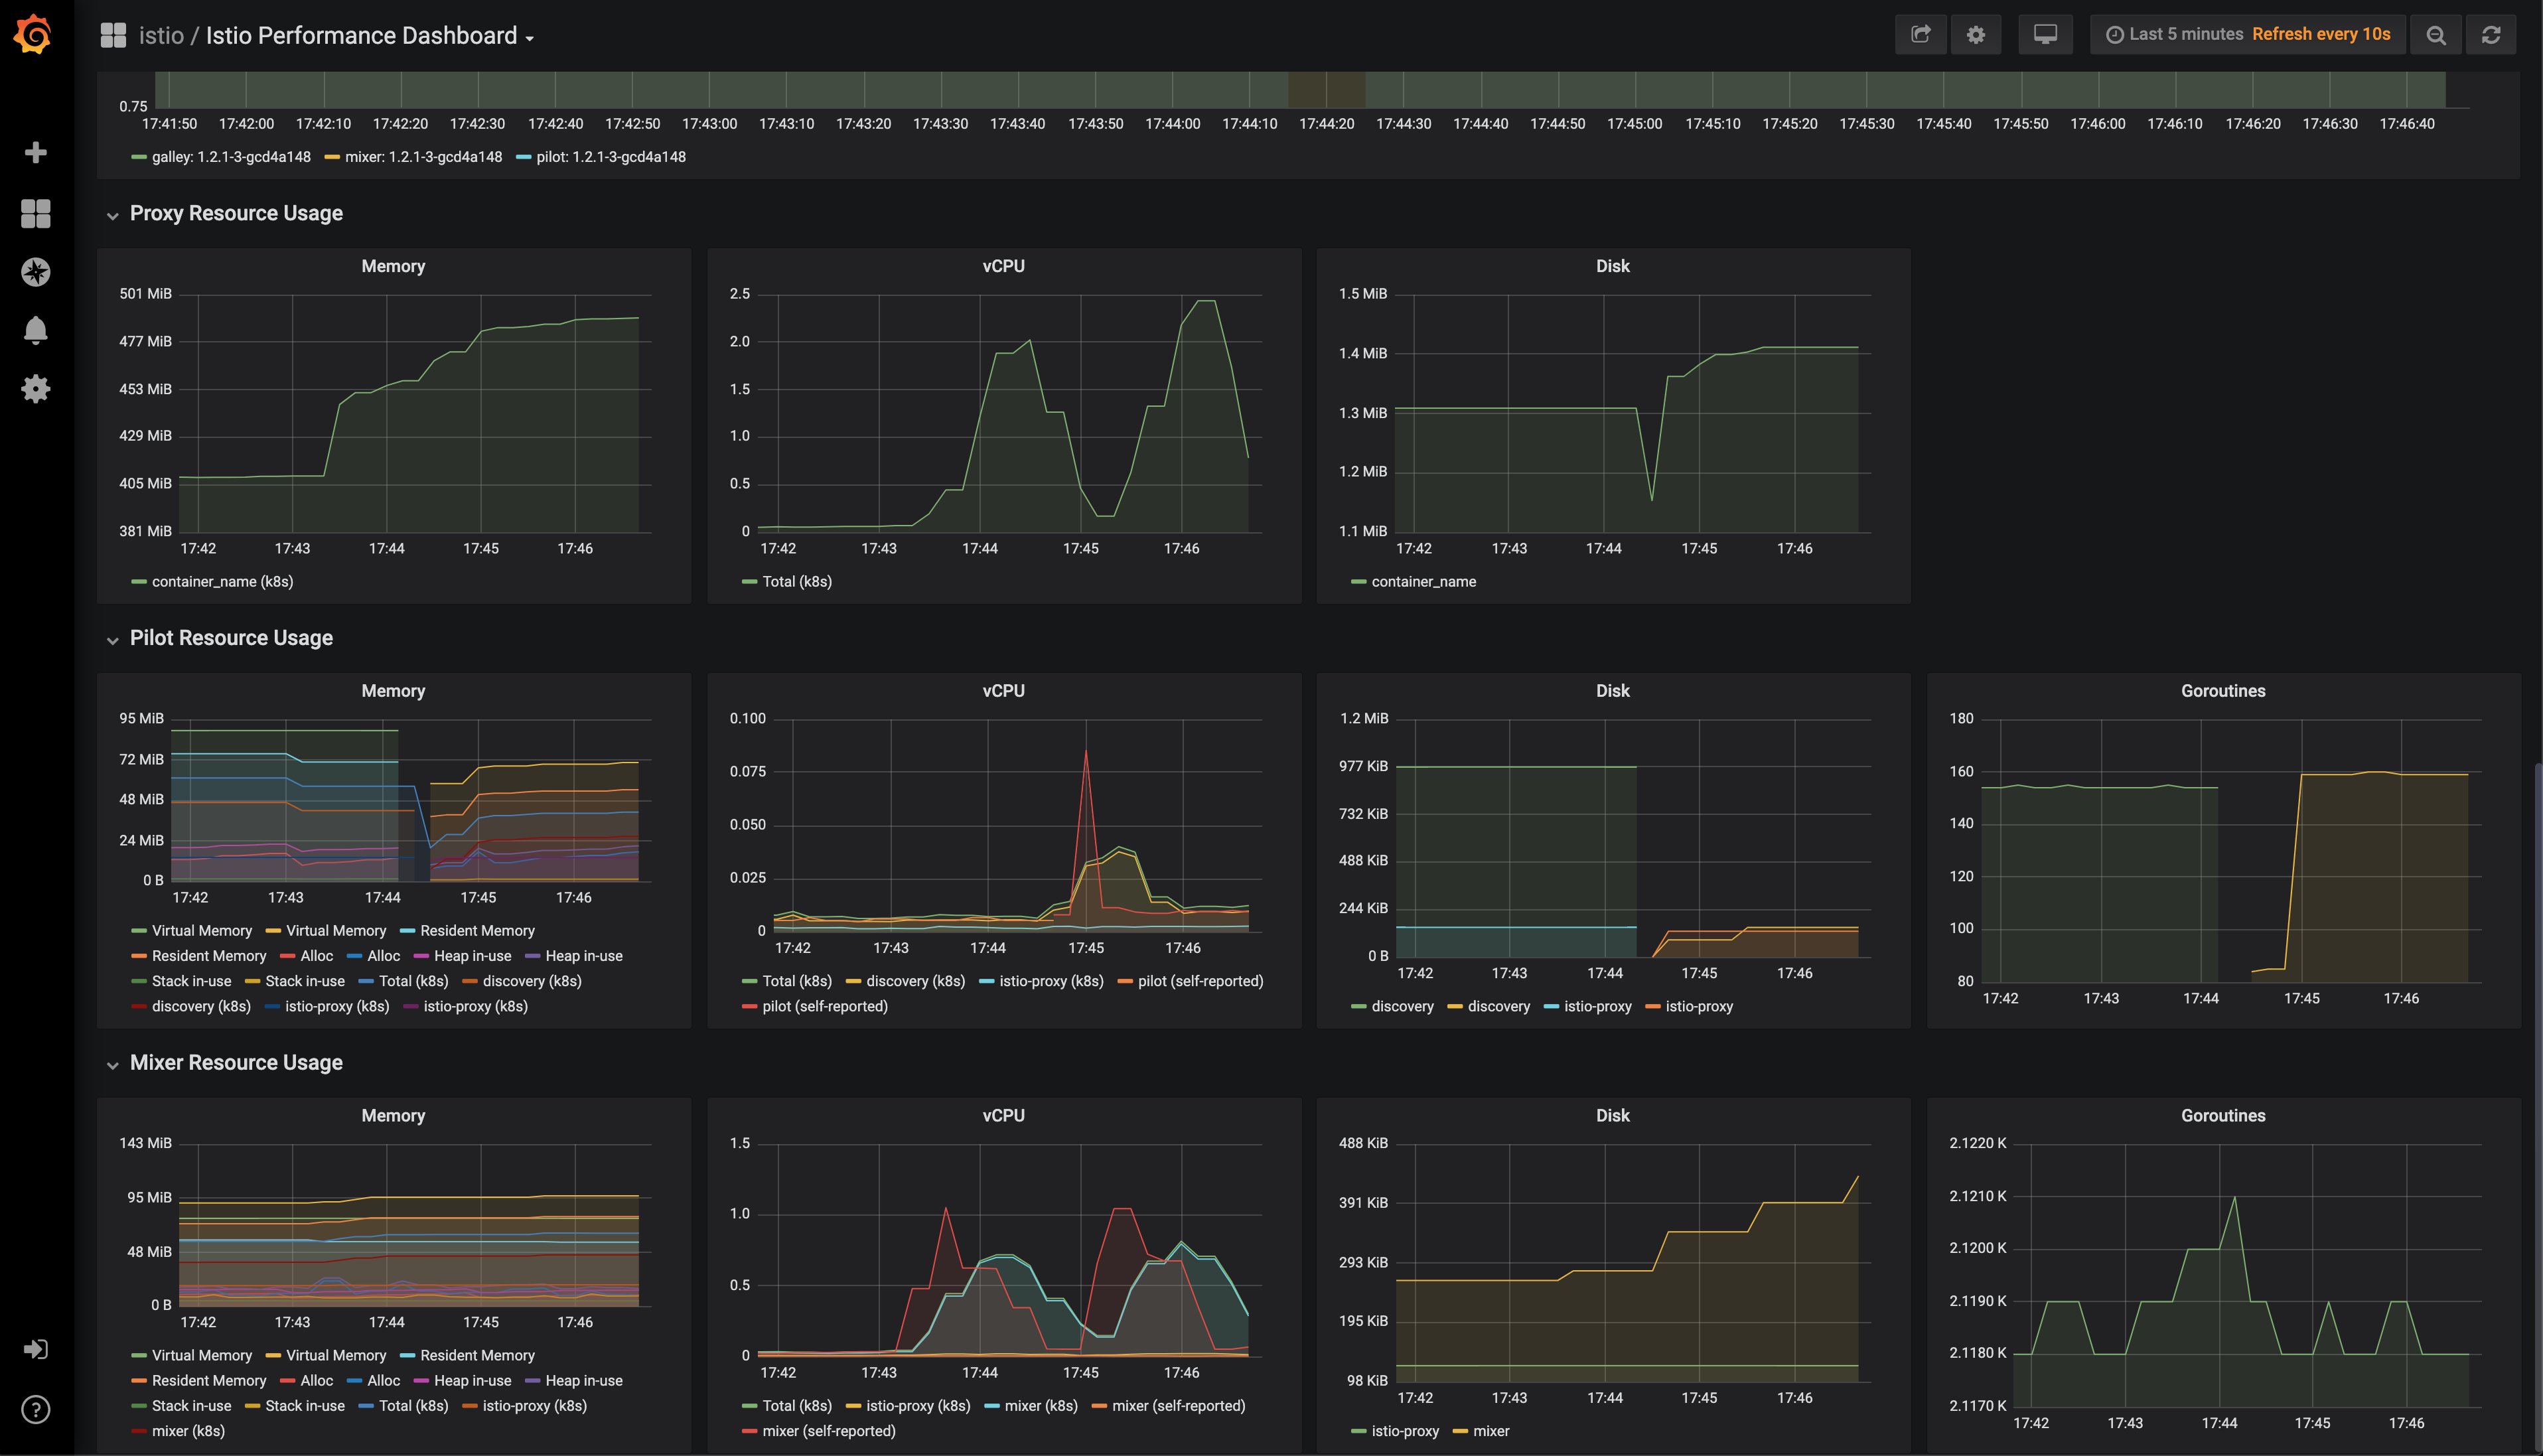 istio / Istio Performance Dashboard
Last 5 minutes Refresh every 10s
0.75
17:41:50 17:42:00 17:42:10 17:42:20 17:42:30 17:42:40 17:42:50 17:43:00 17:43:10 17:43:20 17:43:30 17:43:40 17:43:50 17:44:00 17:44:10 17:44:20 17:44:30 17:44:40 17:44:50 17:45:00 17:45:10 17:45:20 17:45:30 17:45:40 17:45:50 17:46:00 17:46:10 17:46:20 17:46:30 17:46:40
galley: 1.2.1-3-gcd4a148 mixer: 1.2.1-3-gcd4a148 pilot: 1.2.1-3-gcd4a148
Proxy Resource Usage
Memory
501 MiB
477 MiB
453 MiB
429 MiB
405 MiB
381 MiB
17:42 17:43 17:44 17:45 17:46
container_name (k8s)
vCPU
2.5
2.0
1.5
1.0
0.5
0
17:42 17:43 17:44 17:45 17:46
Total (k8s)
Disk
1.5 MiB
1.4 MiB
1.3 MiB
1.2 MiB
1.1 MiB
17:42 17:43 17:44 17:45 17:46
container_name
Pilot Resource Usage
Memory
95 MiB
72 MiB
48 MiB
24 MiB
0 B
17:42 17:43 17:44 17:45 17:46
Virtual Memory Virtual Memory Resident Memory
Resident Memory Alloc Alloc Heap in-use Heap in-use
Stack in-use Stack in-use Total (k8s) discovery (k8s)
discovery (k8s) istio-proxy (k8s) istio-proxy (k8s)
vCPU
0.100
0.075
0.050
0.025
0
17:42 17:43 17:44 17:45 17:46
Total (k8s) discovery (k8s) istio-proxy (k8s) pilot (self-reported)
pilot (self-reported)
Disk
1.2 MiB
977 KiB
732 KiB
488 KiB
244 KiB
0 B
17:42 17:43 17:44 17:45 17:46
discovery discovery istio-proxy istio-proxy
Goroutines
180
160
140
120
100
80
17:42 17:43 17:44 17:45 17:46
Mixer Resource Usage
Memory
143 MiB
95 MiB
48 MiB
0 B
17:42 17:43 17:44 17:45 17:46
Virtual Memory Virtual Memory Resident Memory
Resident Memory Alloc Alloc Heap in-use Heap in-use
Stack in-use Stack in-use Total (k8s) istio-proxy (k8s)
mixer (k8s)
vCPU
1.5
1.0
0.5
0
17:42 17:43 17:44 17:45 17:46
Total (k8s) istio-proxy (k8s) mixer (k8s) mixer (self-reported)
mixer (self-reported)
Disk
488 KiB
391 KiB
293 KiB
195 KiB
98 KiB
17:42 17:43 17:44 17:45 17:46
istio-proxy mixer
Goroutines
2.1220 K
2.1210 K
2.1200 K
2.1190 K
2.1180 K
2.1170 K
17:42 17:43 17:44 17:45 17:46